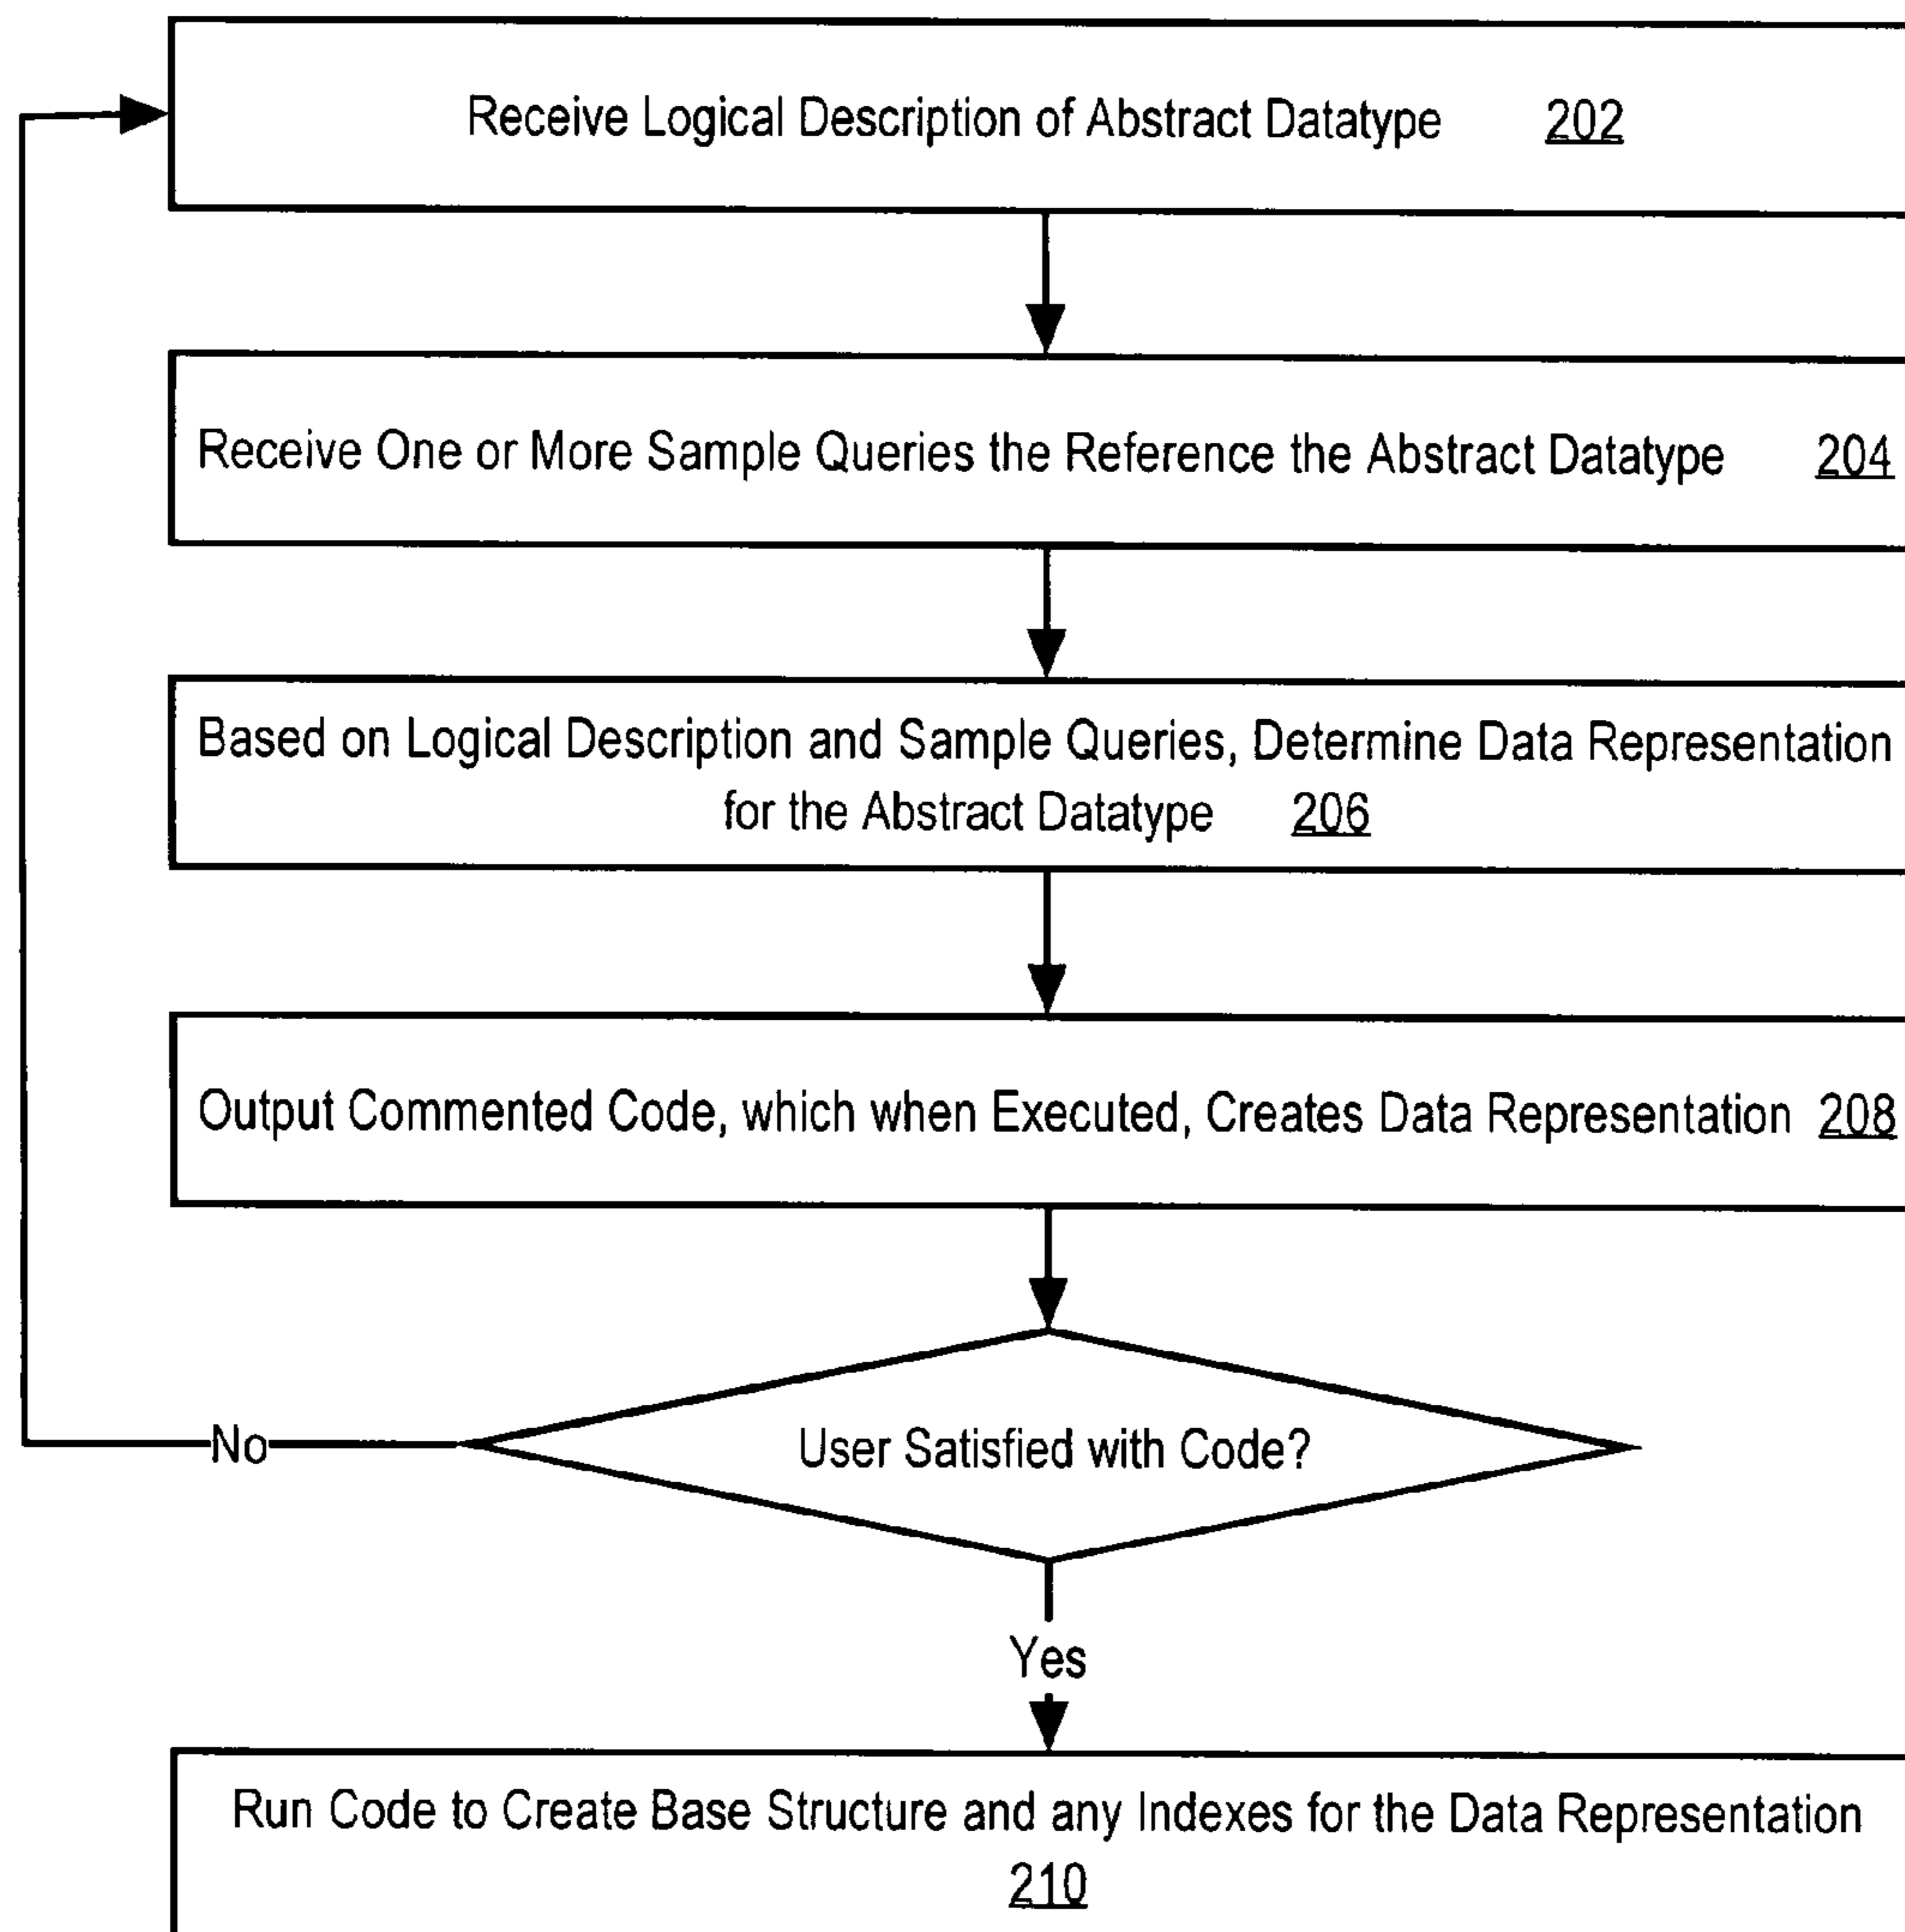 Receive Logical Description of Abstract Datatype 202
Receive One or More Sample Queries the Reference the Abstract Datatype 204
Based on Logical Description and Sample Queries, Determine Data Representation
for the Abstract Datatype 206
Output Commented Code, which when Executed, Creates Data Representation 208
User Satisfied with Code?
No
Yes
Run Code to Create Base Structure and any Indexes for the Data Representation
210